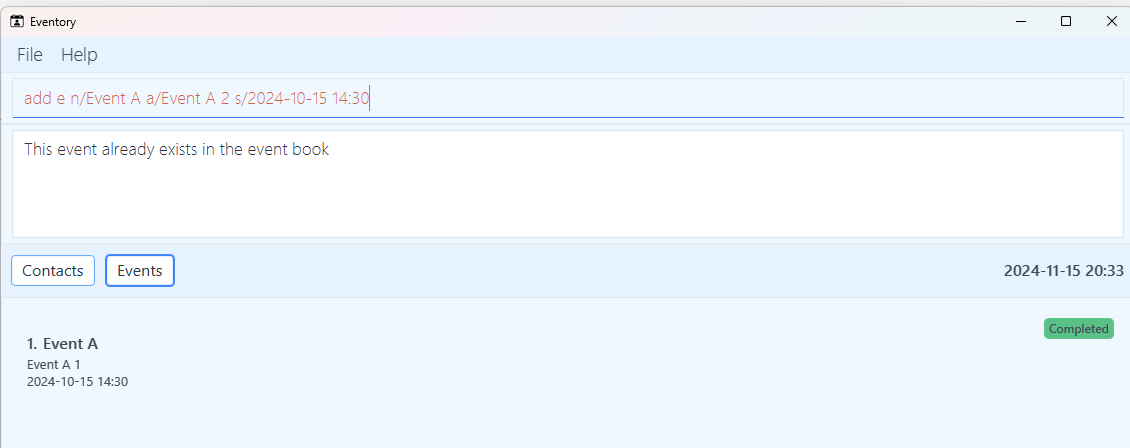 Eventory
File Help
add e n/Event A a/Event A 2 s/2024-10-15 14:30
This event already exists in the event book
Contacts Events 2024-11-15 20:33
1. Event A Completed
Event A 1
2024-10-15 14:30